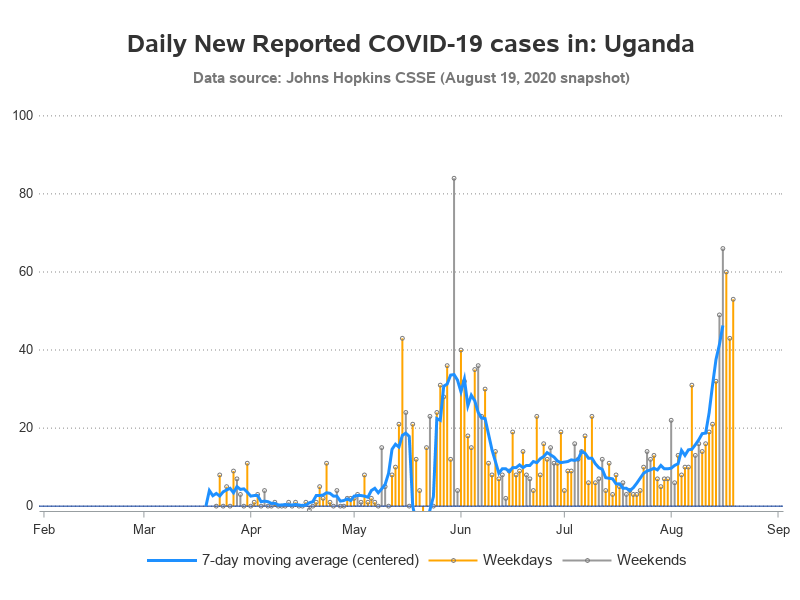 Daily New Reported COVID-19 cases in: Uganda
Data source: Johns Hopkins CSSE (August 19, 2020 snapshot)
100
80
60
40
20
0
Feb Mar Apr May Jun Jul Aug Sep
7-day moving average (centered) Weekdays Weekends